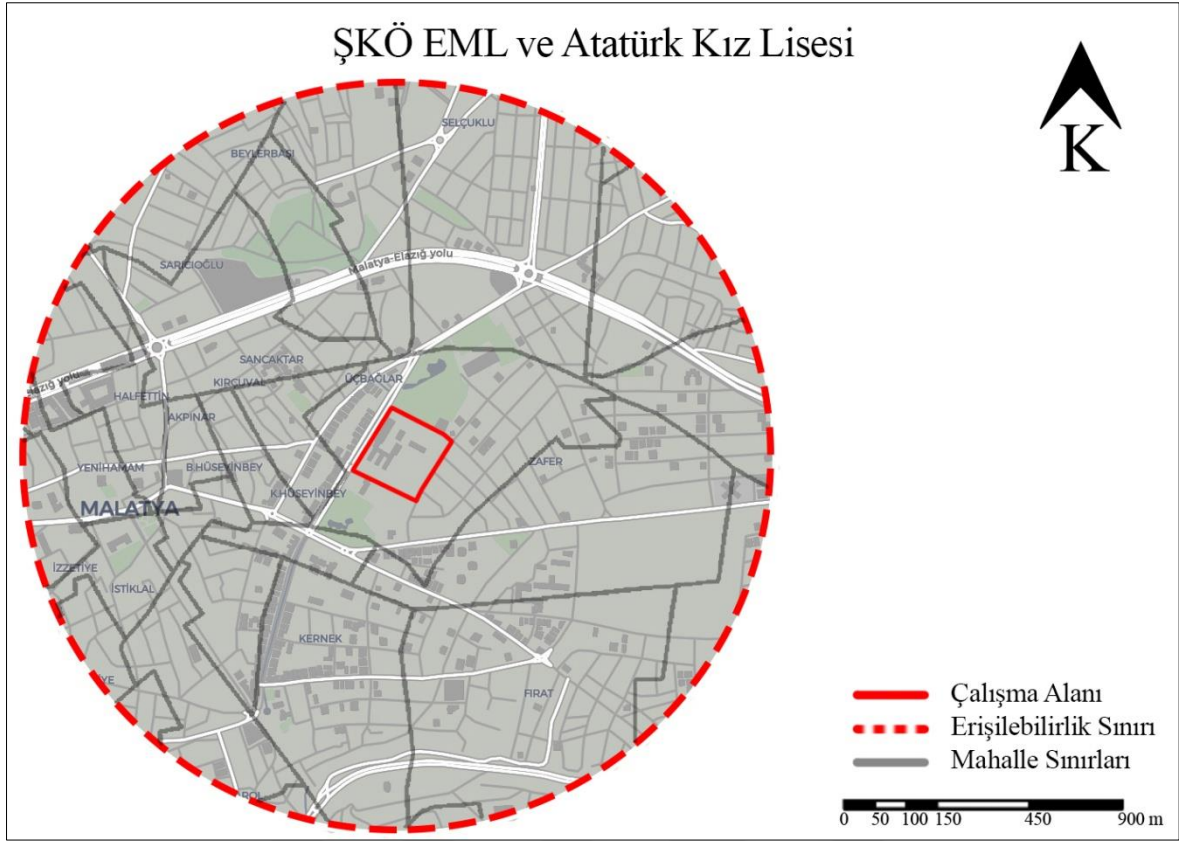 ŞKÖ EML ve Atatürk Kız Lisesi
K
SELÇUKLU
BEYLERBAŞI
Malatya-Elazığ yolu
SARICIOĞLU
SANCAKTAR
ÜÇBAĞLAR
KIRÇUVAL
yolu
HALFETTİN
AKPINAR
YENİHAMAM
B.HÜSEYİNBEY
ZAFER
K.HÜSEYİNBEY
MALATYA
İZZETİYE
İSTİKLAL
KERNEK
FIRAT
Çalışma Alanı
Erişilebilirlik Sınırı
Mahalle Sınırları
0 50 100 150 450 900 m